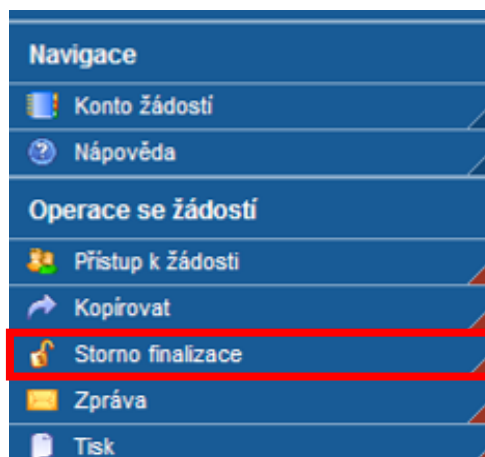 Navigace
Konto žádostí
Nápověda
Operace se žádostí
Přístup k žádosti
Kopírovat
Storno finalizace
Zpráva
Tisk